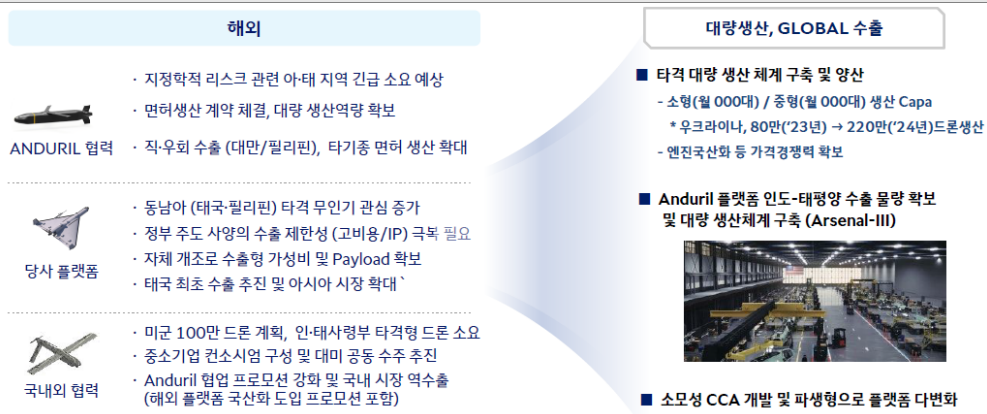 해외
· 지정학적 리스크 관련 아·태 지역 긴급 소요 예상
· 면허생산 계약 체결, 대량 생산역량 확보
ANDURIL 협력
· 직·우회 수출 (대만/필리핀), 타기종 면허 생산 확대
· 동남아 (태국·필리핀) 타격 무인기 관심 증가
· 정부 주도 사양의 수출 제한성 (고비용/IP) 극복 필요
당사 플랫폼
· 자체 개조로 수출형 가성비 및 Payload 확보
· 태국 최초 수출 추진 및 아시아 시장 확대`
· 미군 100만 드론 계획, 인·태사령부 타격형 드론 소요
· 중소기업 컨소시엄 구성 및 대미 공동 수주 추진
국내외 협력
· Anduril 협업 프로모션 강화 및 국내 시장 역수출
(해외 플랫폼 국산화 도입 프로모션 포함)
대량생산, GLOBAL 수출
■ 타격 대량 생산 체계 구축 및 양산
- 소형(월 000대) / 중형(월 000대) 생산 Capa
* 우크라이나, 80만('23년) → 220만('24년)드론생산
- 엔진국산화 등 가격경쟁력 확보
■ Anduril 플랫폼 인도-태평양 수출 물량 확보
및 대량 생산체계 구축 (Arsenal-III)
■ 소모성 CCA 개발 및 파생형으로 플랫폼 다변화